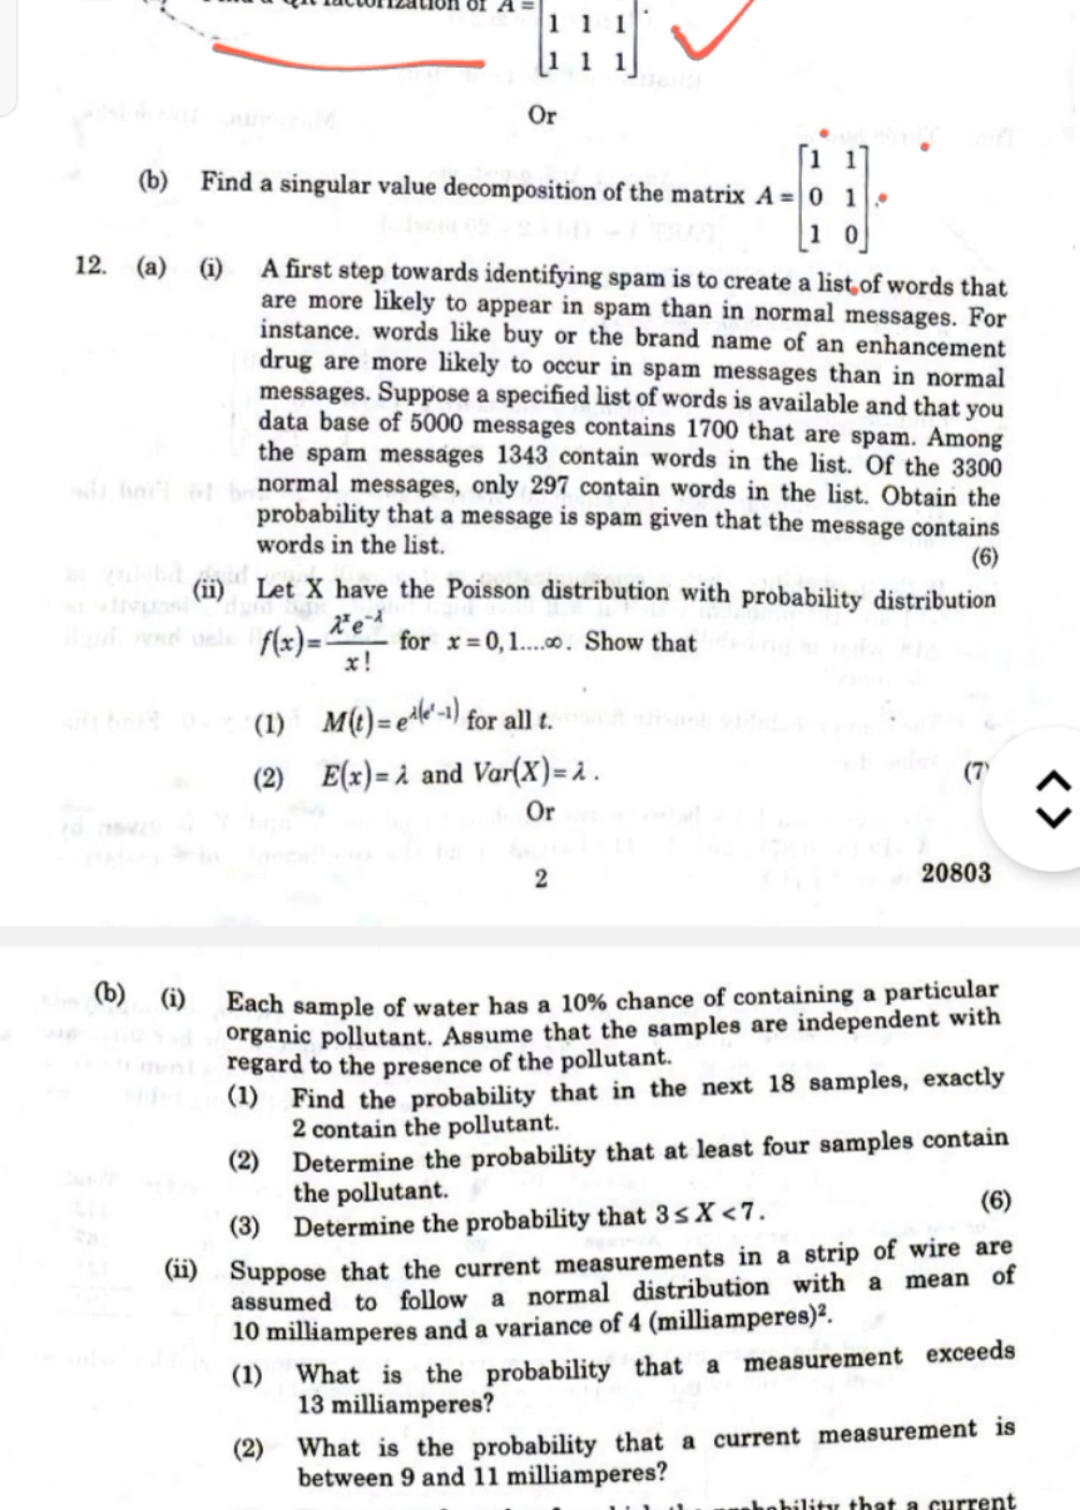 factorization of A =
1 1 1
1 1 1
Or
(b) Find a singular value decomposition of the matrix A = [1 1
0 1
1 0].
12. (a) (i) A first step towards identifying spam is to create a list of words that
are more likely to appear in spam than in normal messages. For
instance. words like buy or the brand name of an enhancement
drug are more likely to occur in spam messages than in normal
messages. Suppose a specified list of words is available and that you
data base of 5000 messages contains 1700 that are spam. Among
the spam messages 1343 contain words in the list. Of the 3300
normal messages, only 297 contain words in the list. Obtain the
probability that a message is spam given that the message contains
words in the list. (6)
(ii) Let X have the Poisson distribution with probability distribution
f(x)= λˣe^-λ / x! for x = 0, 1....∞. Show that
(1) M(t)= e^λ(e^t-1) for all t.
(2) E(x)= λ and Var(X)= λ . (7)
Or
2 20803
(b) (i) Each sample of water has a 10% chance of containing a particular
organic pollutant. Assume that the samples are independent with
regard to the presence of the pollutant.
(1) Find the probability that in the next 18 samples, exactly
2 contain the pollutant.
(2) Determine the probability that at least four samples contain
the pollutant.
(3) Determine the probability that 3 ≤ X < 7. (6)
(ii) Suppose that the current measurements in a strip of wire are
assumed to follow a normal distribution with a mean of
10 milliamperes and a variance of 4 (milliamperes)².
(1) What is the probability that a measurement exceeds
13 milliamperes?
(2) What is the probability that a current measurement is
between 9 and 11 milliamperes?
probability that a current